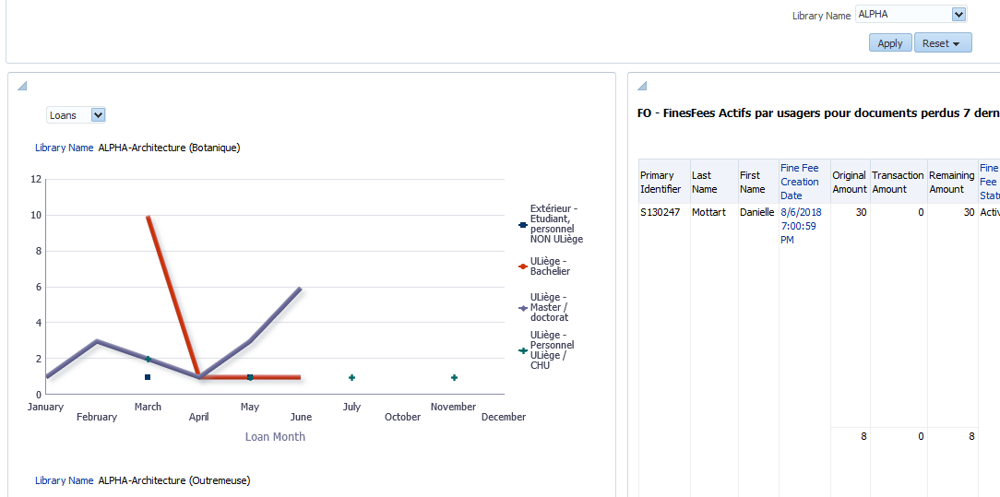 Library Name ALPHA
Apply Reset
Loans
Library Name ALPHA-Architecture (Botanique)
12
10
8
6
4
2
0
January
February
March
April
May
June
July
October
November
December
Loan Month
Extérieur -
Etudiant,
personnel
NON ULiège
ULiège -
Bachelier
ULiège -
Master /
doctorat
ULiège -
Personnel
ULiège /
CHU
Library Name ALPHA-Architecture (Outremeuse)
FO - FinesFees Actifs par usagers pour documents perdus 7 dern
Primary
Identifier
Last
Name
First
Name
Fine Fee
Creation
Date
Original
Amount
Transaction
Amount
Remaining
Amount
Fine
Fee
Statu
S130247 Mottart Danielle 8/6/2018 30 0 30 Activ
7:00:59
PM
8 0 8